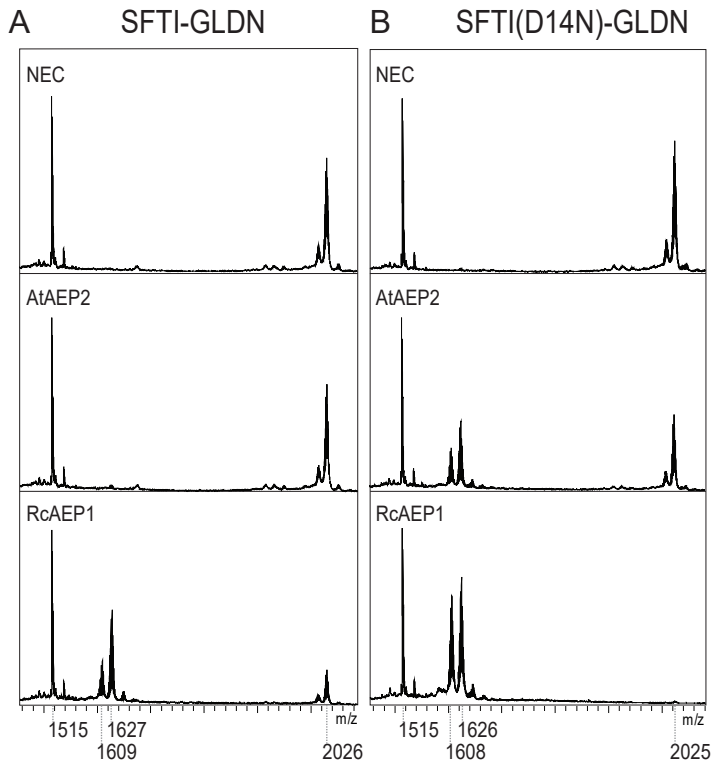 A SFTI-GLDN
NEC
AtAEP2
RcAEP1
m/z
1515 1627
1609 2026
B SFTI(D14N)-GLDN
NEC
AtAEP2
RcAEP1
m/z
1515 1626
1608 2025